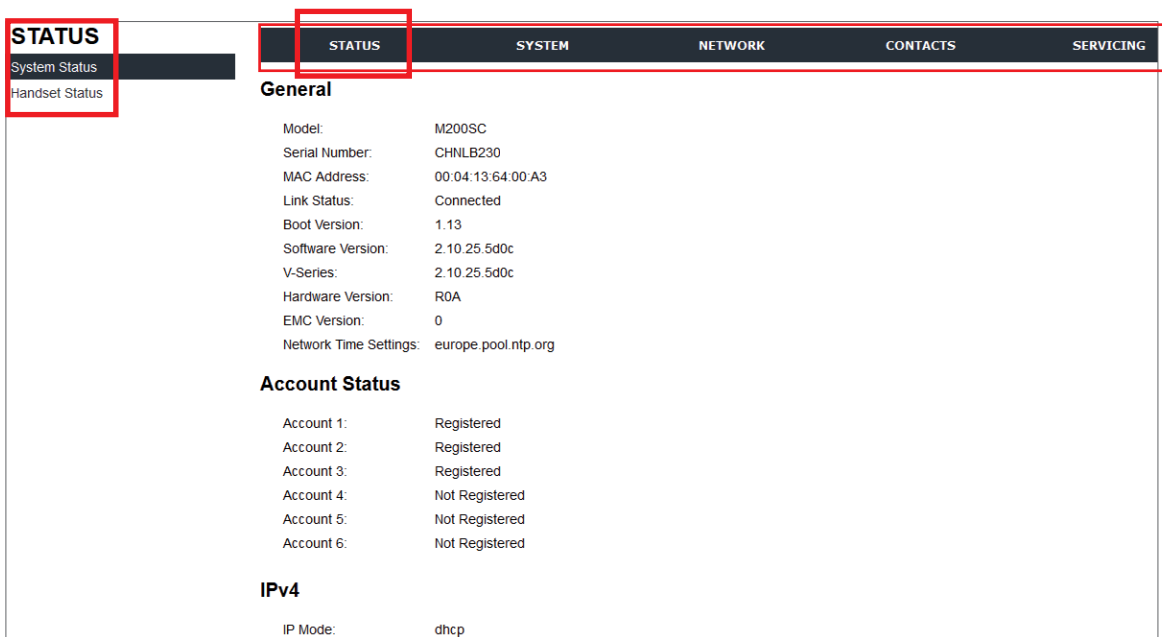 STATUS
System Status
Handset Status
STATUS SYSTEM NETWORK CONTACTS SERVICING
General
Model: M200SC
Serial Number: CHNLB230
MAC Address: 00:04:13:64:00:A3
Link Status: Connected
Boot Version: 1.13
Software Version: 2.10.25.5d0c
V-Series: 2.10.25.5d0c
Hardware Version: R0A
EMC Version: 0
Network Time Settings: europe.pool.ntp.org
Account Status
Account 1: Registered
Account 2: Registered
Account 3: Registered
Account 4: Not Registered
Account 5: Not Registered
Account 6: Not Registered
IPv4
IP Mode: dhcp